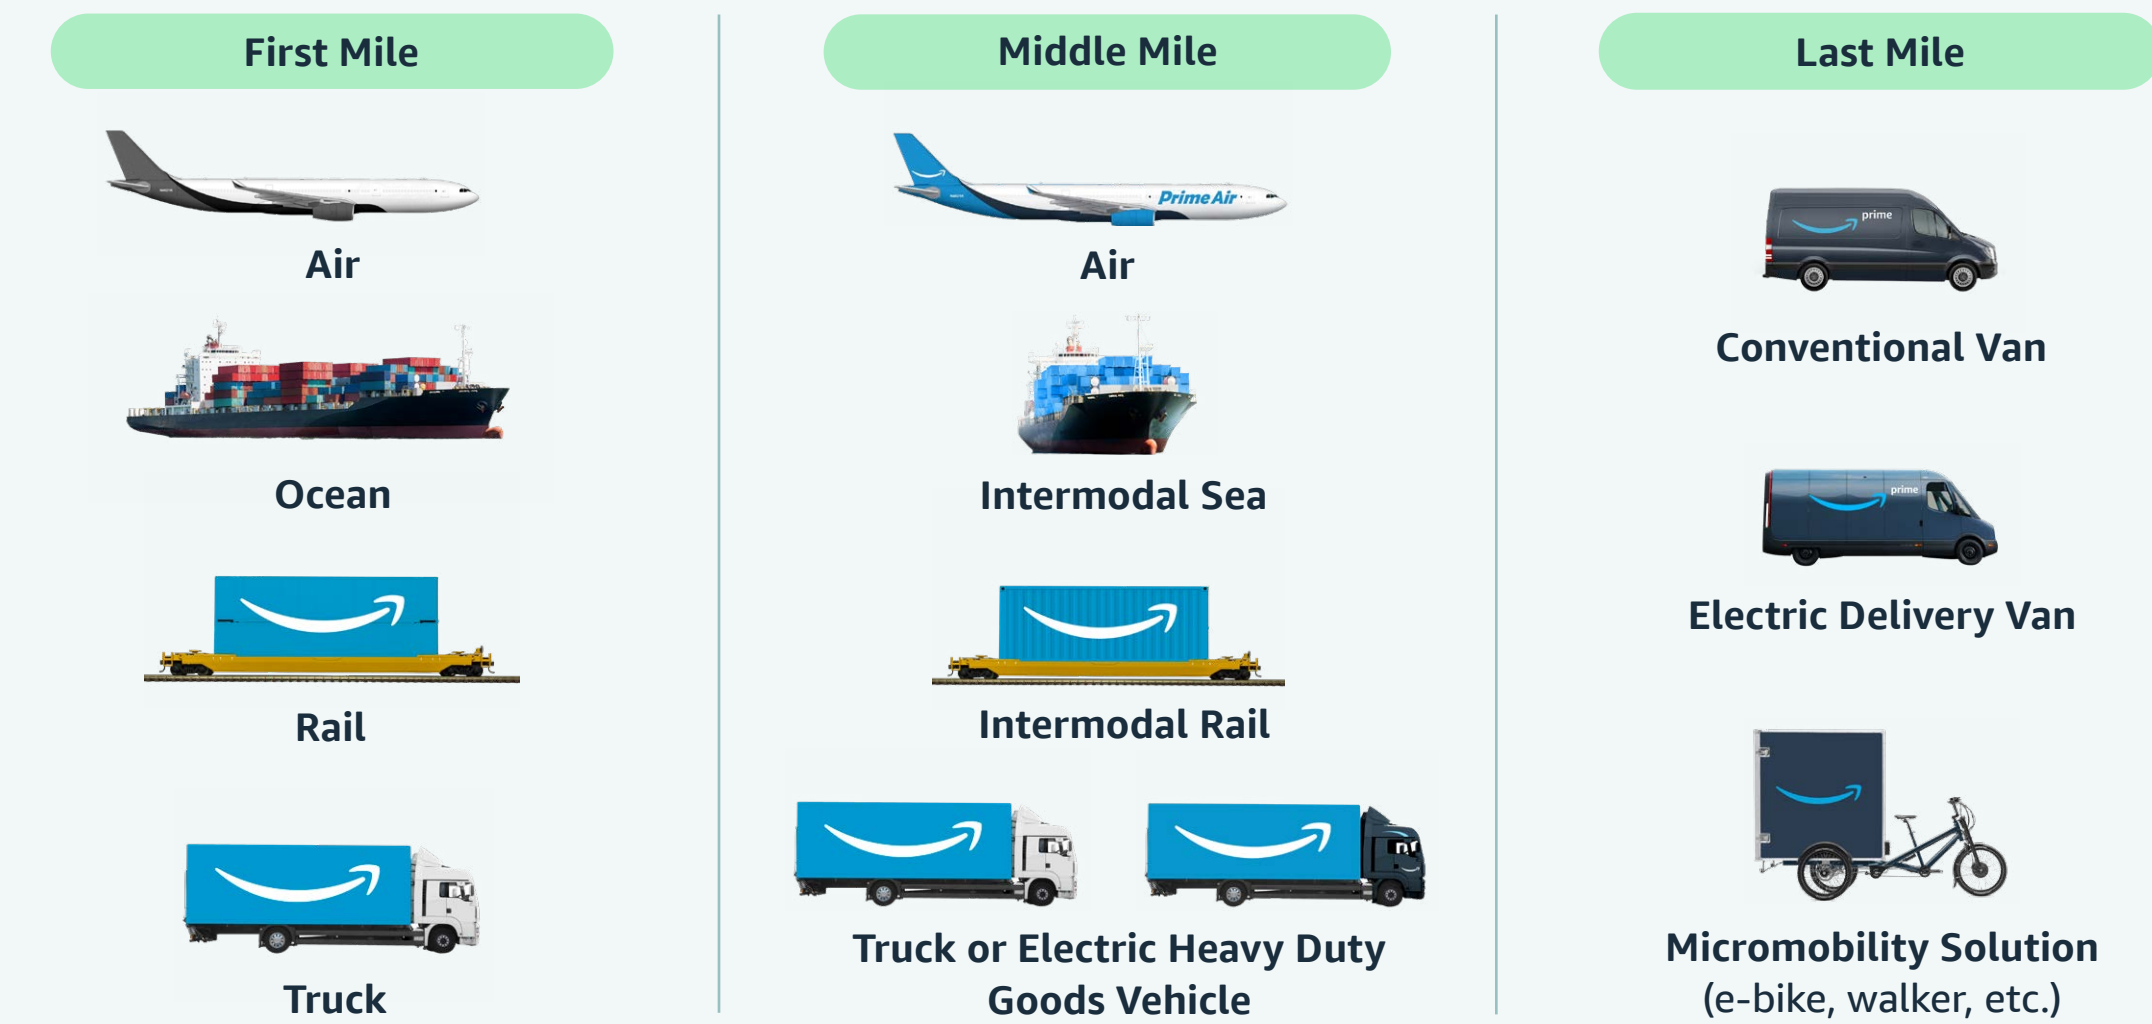 First Mile
Air
Ocean
Rail
Truck
Middle Mile
Prime Air
Air
Intermodal Sea
Intermodal Rail
Truck or Electric Heavy Duty
Goods Vehicle
Last Mile
prime
Conventional Van
prime
Electric Delivery Van
Micromobility Solution
(e-bike, walker, etc.)